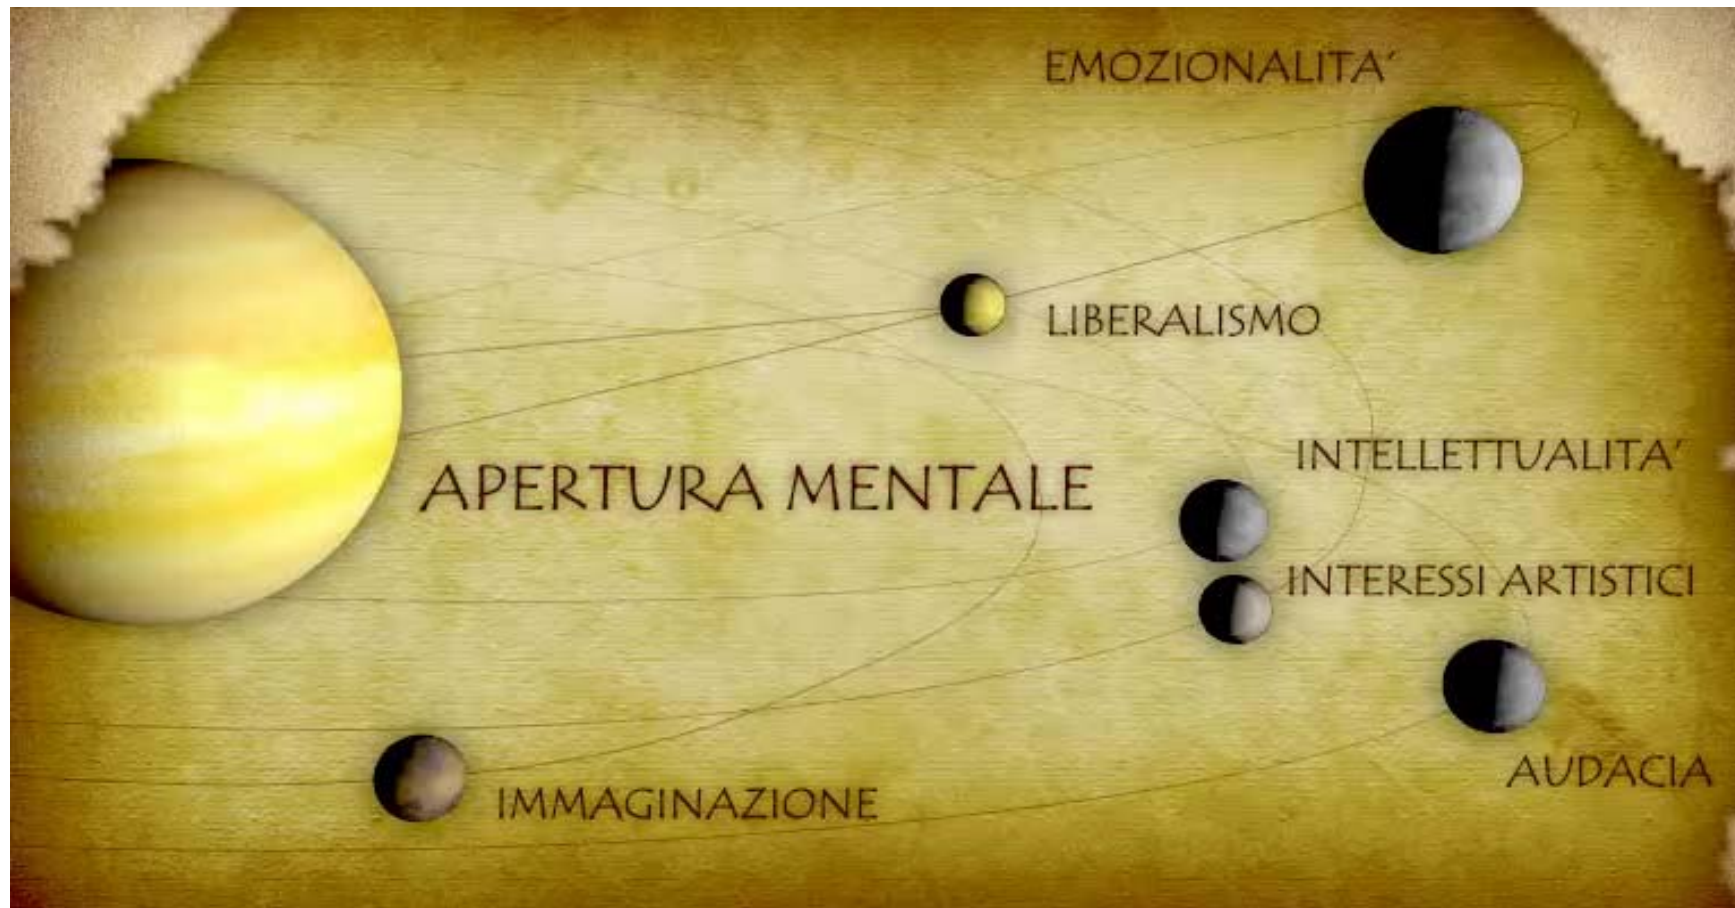 EMOZIONALITA'
LIBERALISMO
INTELLETTUALITA'
APERTURA MENTALE
INTERESSI ARTISTICI
AUDACIA
IMMAGINAZIONE